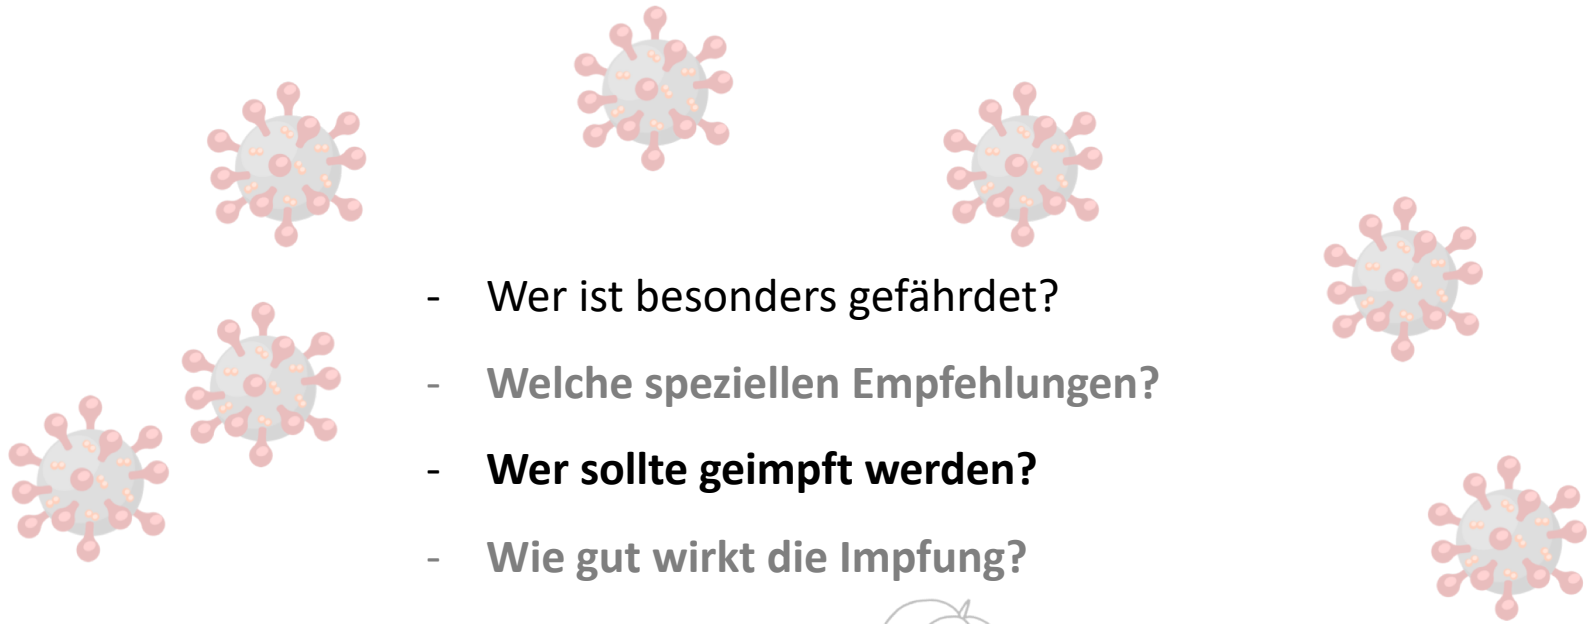 - Wer ist besonders gefährdet?
- Welche speziellen Empfehlungen?
- Wer sollte geimpft werden?
- Wie gut wirkt die Impfung?